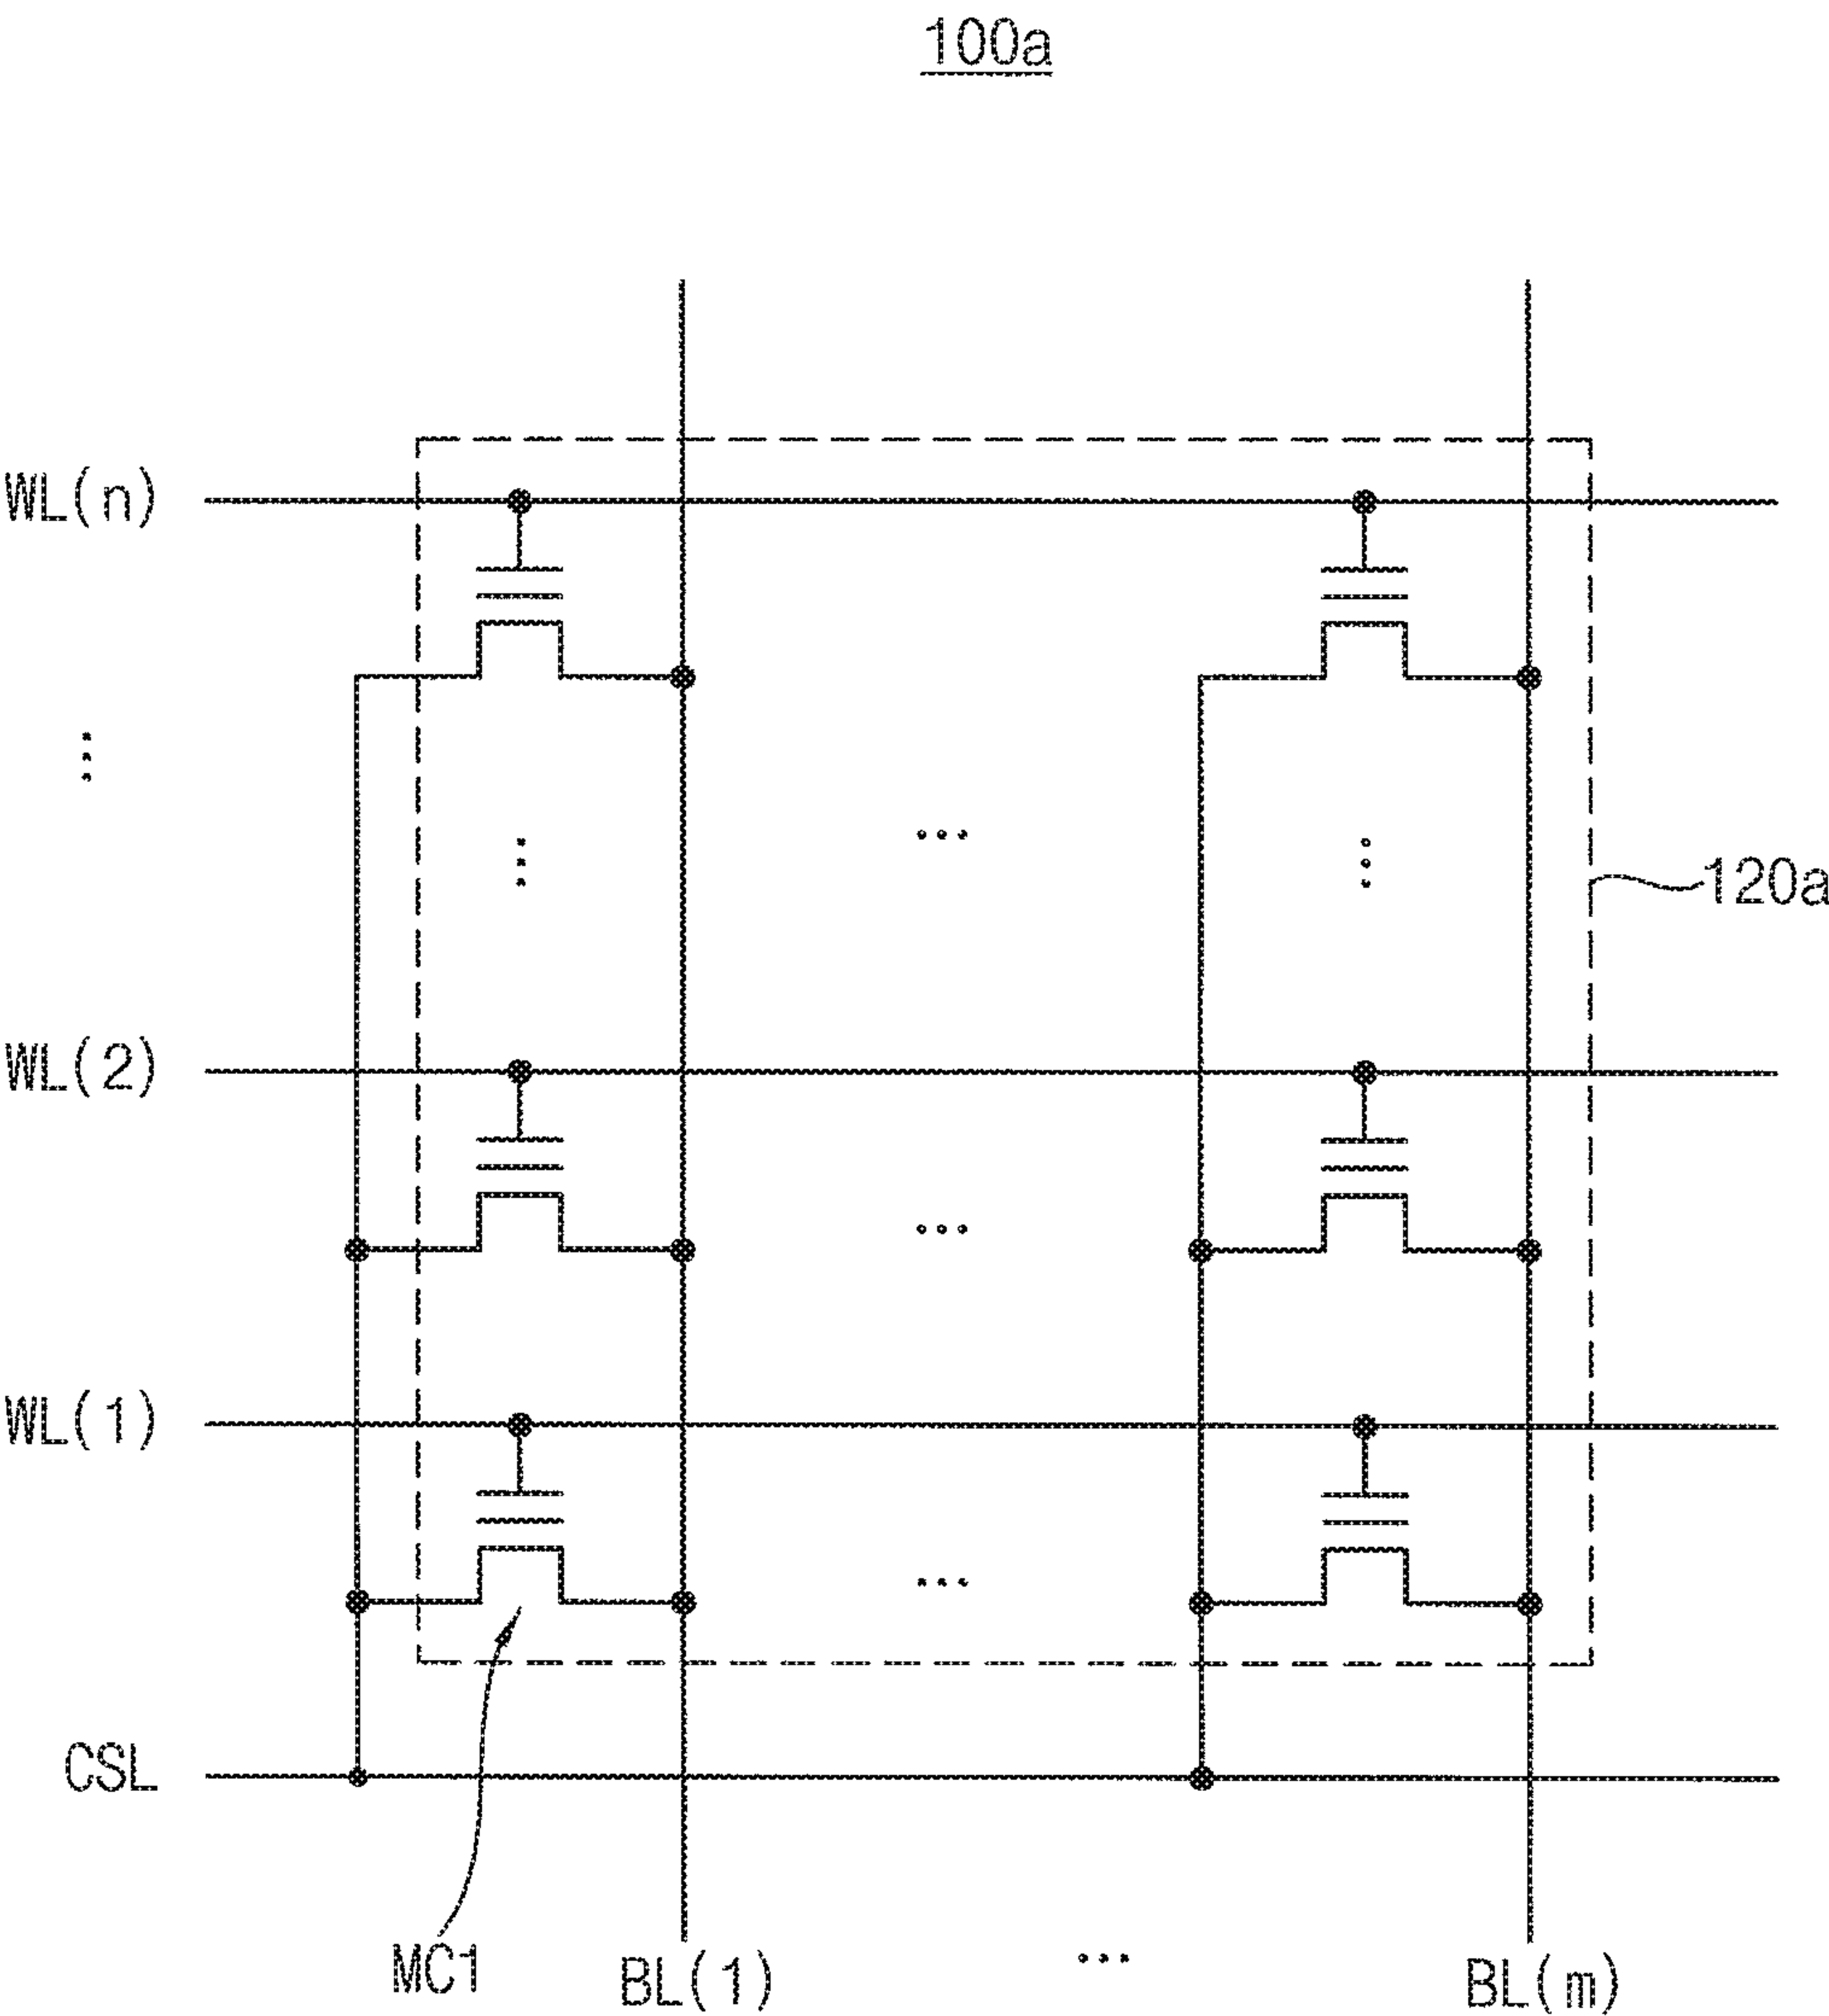 100a
WL(n)
⋮
...
120a
WL(2)
...
WL(1)
...
CSL
MC1
BL(1)
...
BL(m)